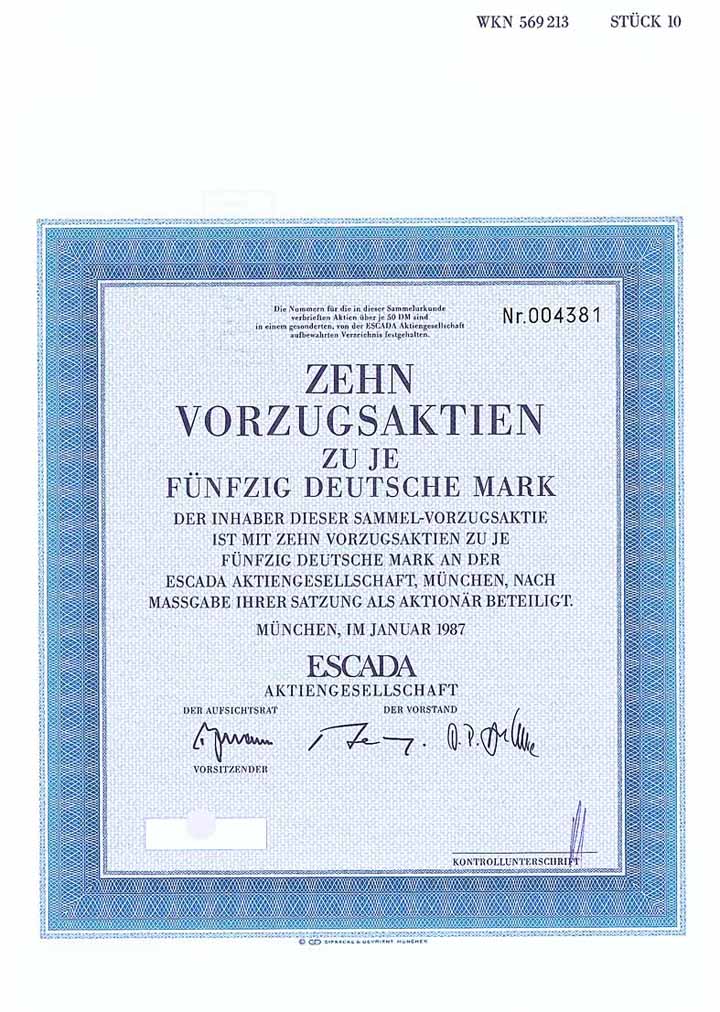 WKN 569 213 STÜCK 10
Die Nummern für die in dieser Sammelurkunde
verbrieften Aktien über je 50 DM sind
in einem gesonderten, von der ESCADA Aktiengesellschaft
aufbewahrten Verzeichnis festgehalten.
Nr.004381
ZEHN
VORZUGSAKTIEN
ZU JE
FÜNFZIG DEUTSCHE MARK
DER INHABER DIESER SAMMEL-VORZUGSAKTIE
IST MIT ZEHN VORZUGSAKTIEN ZU JE
FÜNFZIG DEUTSCHE MARK AN DER
ESCADA AKTIENGESELLSCHAFT, MÜNCHEN, NACH
MASSGABE IHRER SATZUNG ALS AKTIONÄR BETEILIGT.
MÜNCHEN, IM JANUAR 1987
ESCADA
AKTIENGESELLSCHAFT
DER AUFSICHTSRAT DER VORSTAND
VORSITZENDER
KONTROLLUNTERSCHRIFT
© GD GIESECKE & DEVRIENT MÜNCHEN